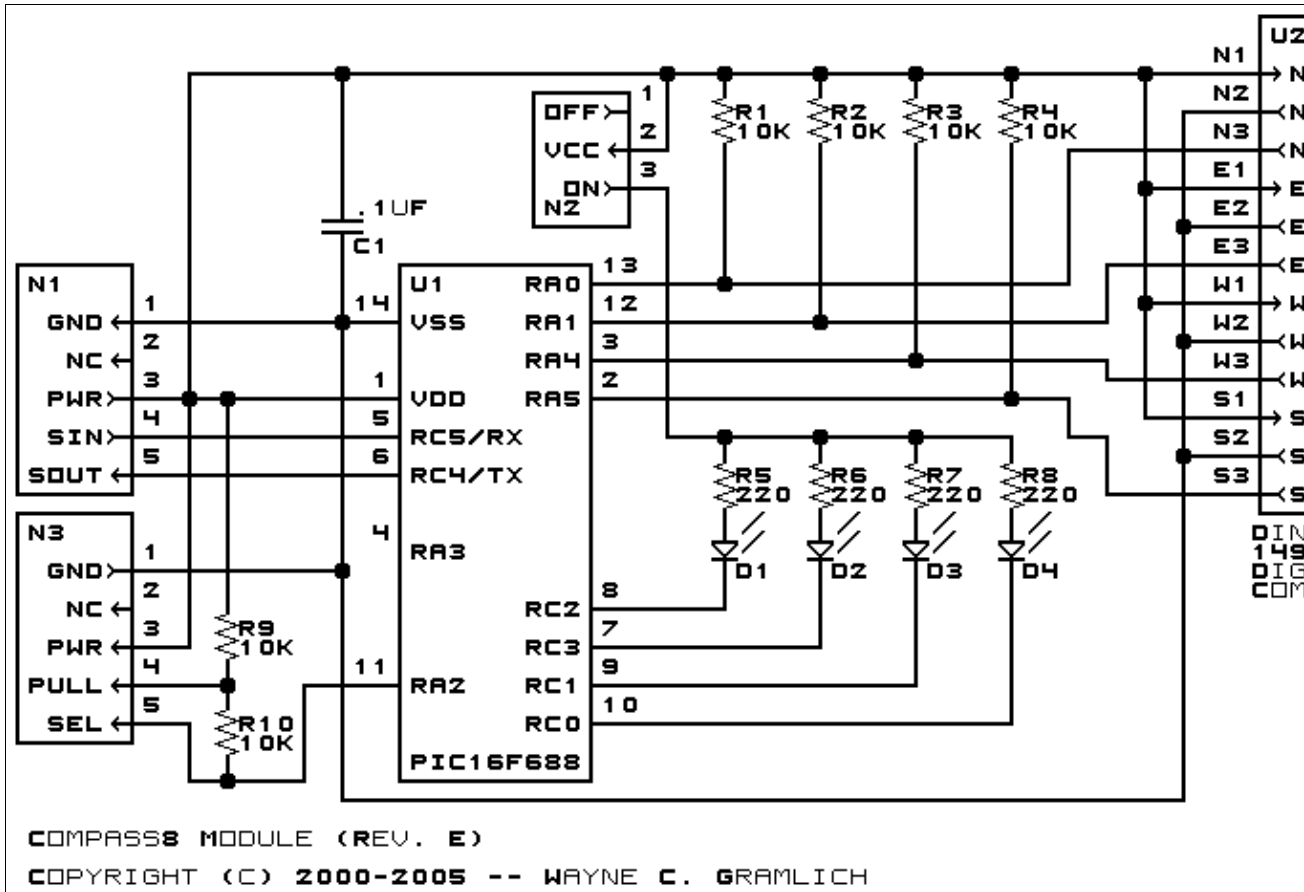 U2
N1
N2
N3
E1
E2
E3
W1
W2
W3
S1
S2
S3
N
N
N
E
E
E
W
W
W
S
S
S
DIN
149
DIG
COM
OFF
VCC
ON
N2
1
2
3
R1
10K
R2
10K
R3
10K
R4
10K
.1UF
C1
N1
GND
NC
PWR
SIN
SOUT
1
2
3
4
5
14
1
5
6
4
11
U1
VSS
VDD
RC5/RX
RC4/TX
RA3
RA2
RA0
RA1
RA4
RA5
RC2
RC3
RC1
RC0
PIC16F688
13
12
3
2
8
7
9
10
R5
220
R6
220
R7
220
R8
220
D1
D2
D3
D4
N3
GND
NC
PWR
PULL
SEL
1
2
3
4
5
R9
10K
R10
10K
COMPASS8 MODULE (REV. E)
COPYRIGHT (C) 2000-2005 -- WAYNE C. GRAMLICH